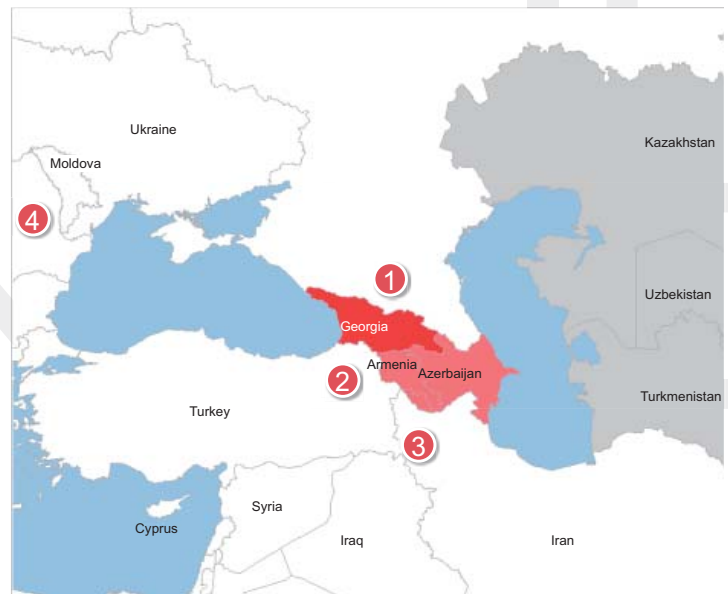 Ukraine
Kazakhstan
Moldova
4
1
Uzbekistan
Georgia
Armenia
Azerbaijan
2
Turkmenistan
Turkey
3
Syria
Cyprus
Iraq
Iran